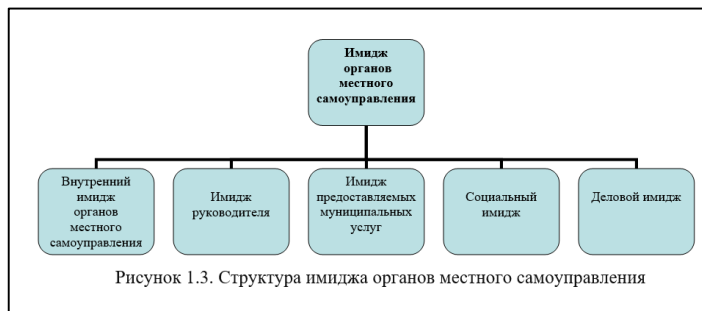 Имидж
органов
местного
самоуправления
Внутренний
имидж
органов
местного
самоуправления
Имидж
руководителя
Имидж
предоставляемых
муниципальных
услуг
Социальный
имидж
Деловой имидж
Рисунок 1.3. Структура имиджа органов местного самоуправления